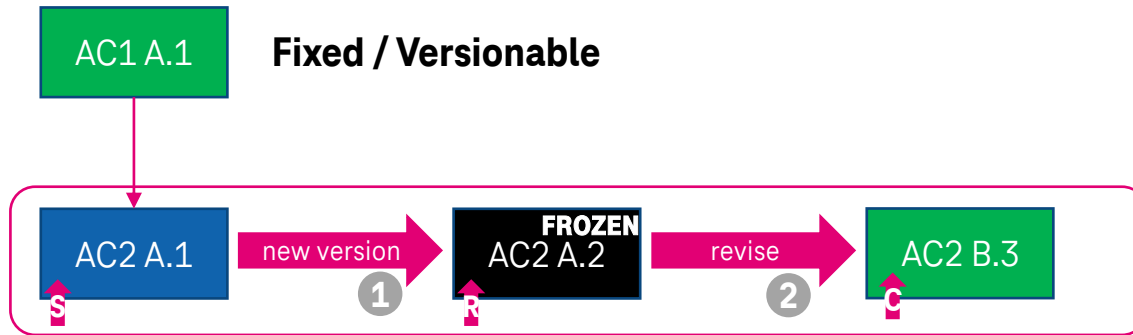 AC1 A.1
Fixed / Versionable
AC2 A.1
new version
1
FROZEN
AC2 A.2
revise
2
AC2 B.3
S
R
C